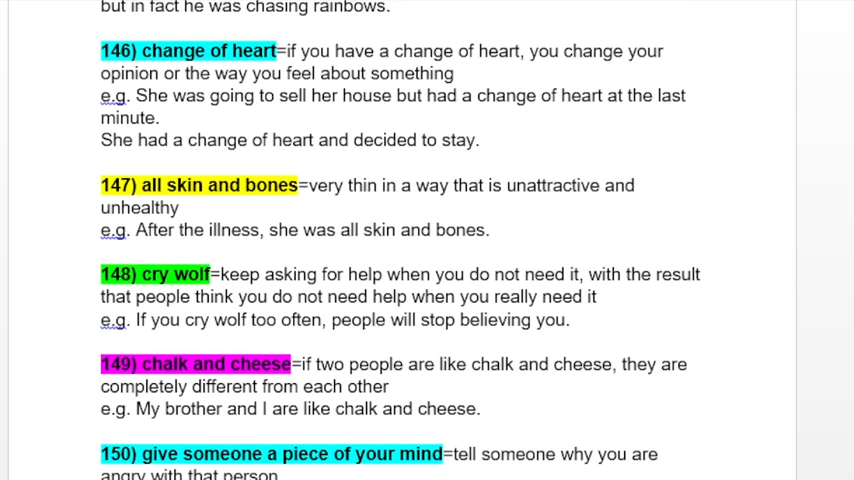 but in fact he was chasing rainbows.
146) change of heart=if you have a change of heart, you change your
opinion or the way you feel about something
e.g. She was going to sell her house but had a change of heart at the last
minute.
She had a change of heart and decided to stay.
147) all skin and bones=very thin in a way that is unattractive and
unhealthy
e.g. After the illness, she was all skin and bones.
148) cry wolf=keep asking for help when you do not need it, with the result
that people think you do not need help when you really need it
e.g. If you cry wolf too often, people will stop believing you.
149) chalk and cheese=if two people are like chalk and cheese, they are
completely different from each other
e.g. My brother and I are like chalk and cheese.
150) give someone a piece of your mind=tell someone why you are
angry with that person